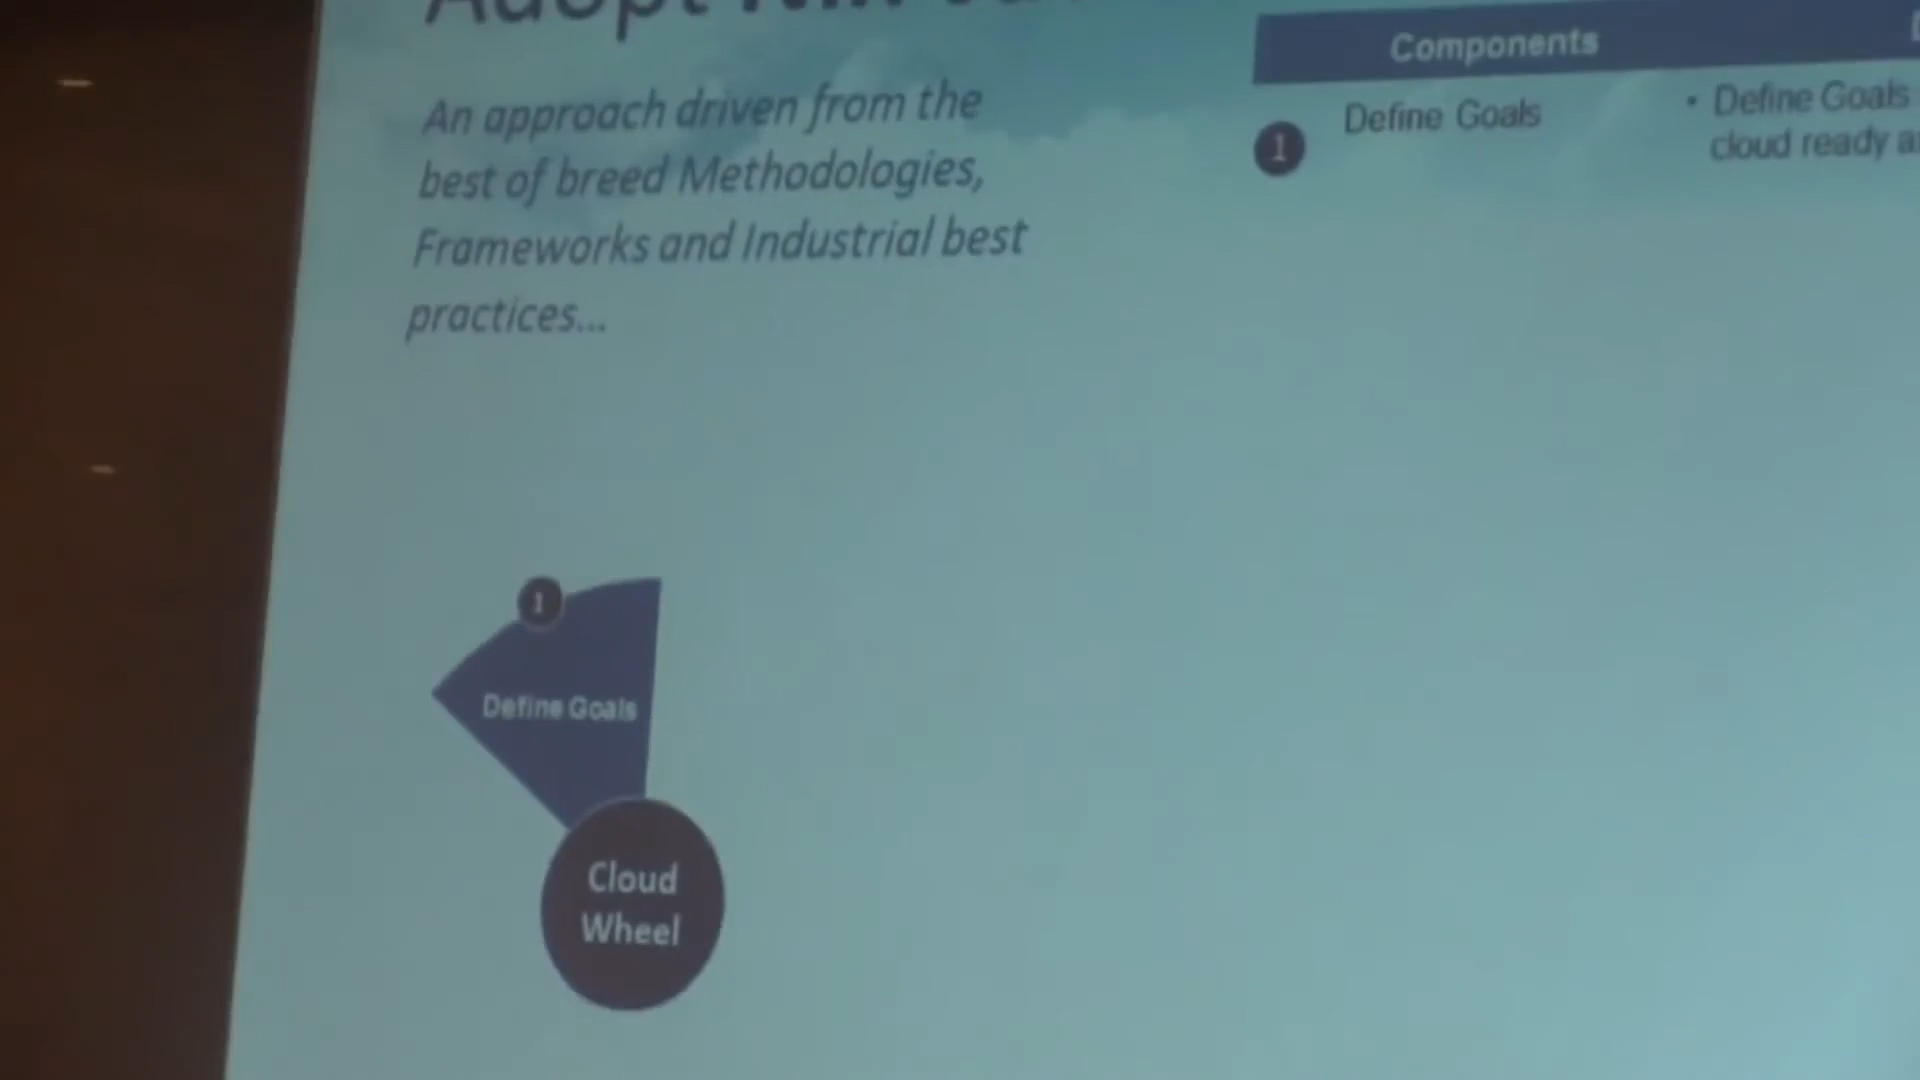 Adopt
An approach driven from the
best of breed Methodologies,
Frameworks and Industrial best
practices...
Components
1 Define Goals
• Define Goals
cloud ready
1
Define Goals
Cloud
Wheel